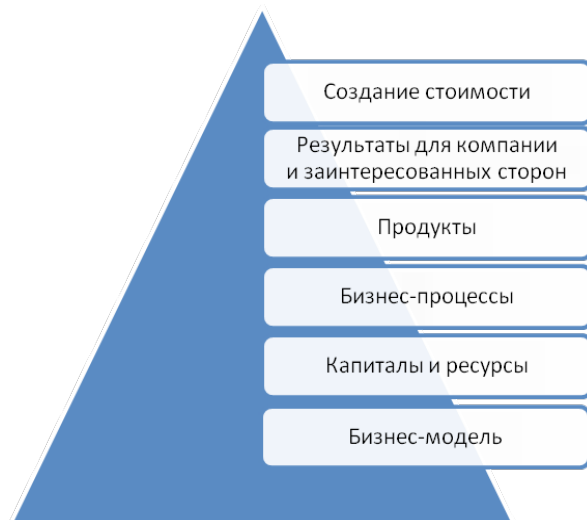 Создание стоимости
Результаты для компании
и заинтересованных сторон
Продукты
Бизнес-процессы
Капиталы и ресурсы
Бизнес-модель